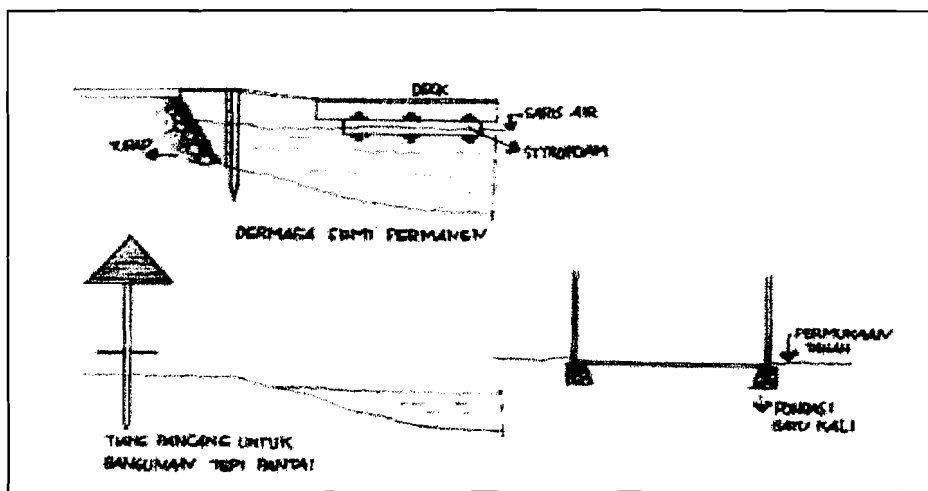 DECK
GARIS AIR
STYROFOAM
DERMAGA SEMI PERMANEN
PERMUKAAN
TANAH
PONDASI
BATU KALI
TIANG PANCANG UNTUK
BANGUNAN TEPI PANTAI